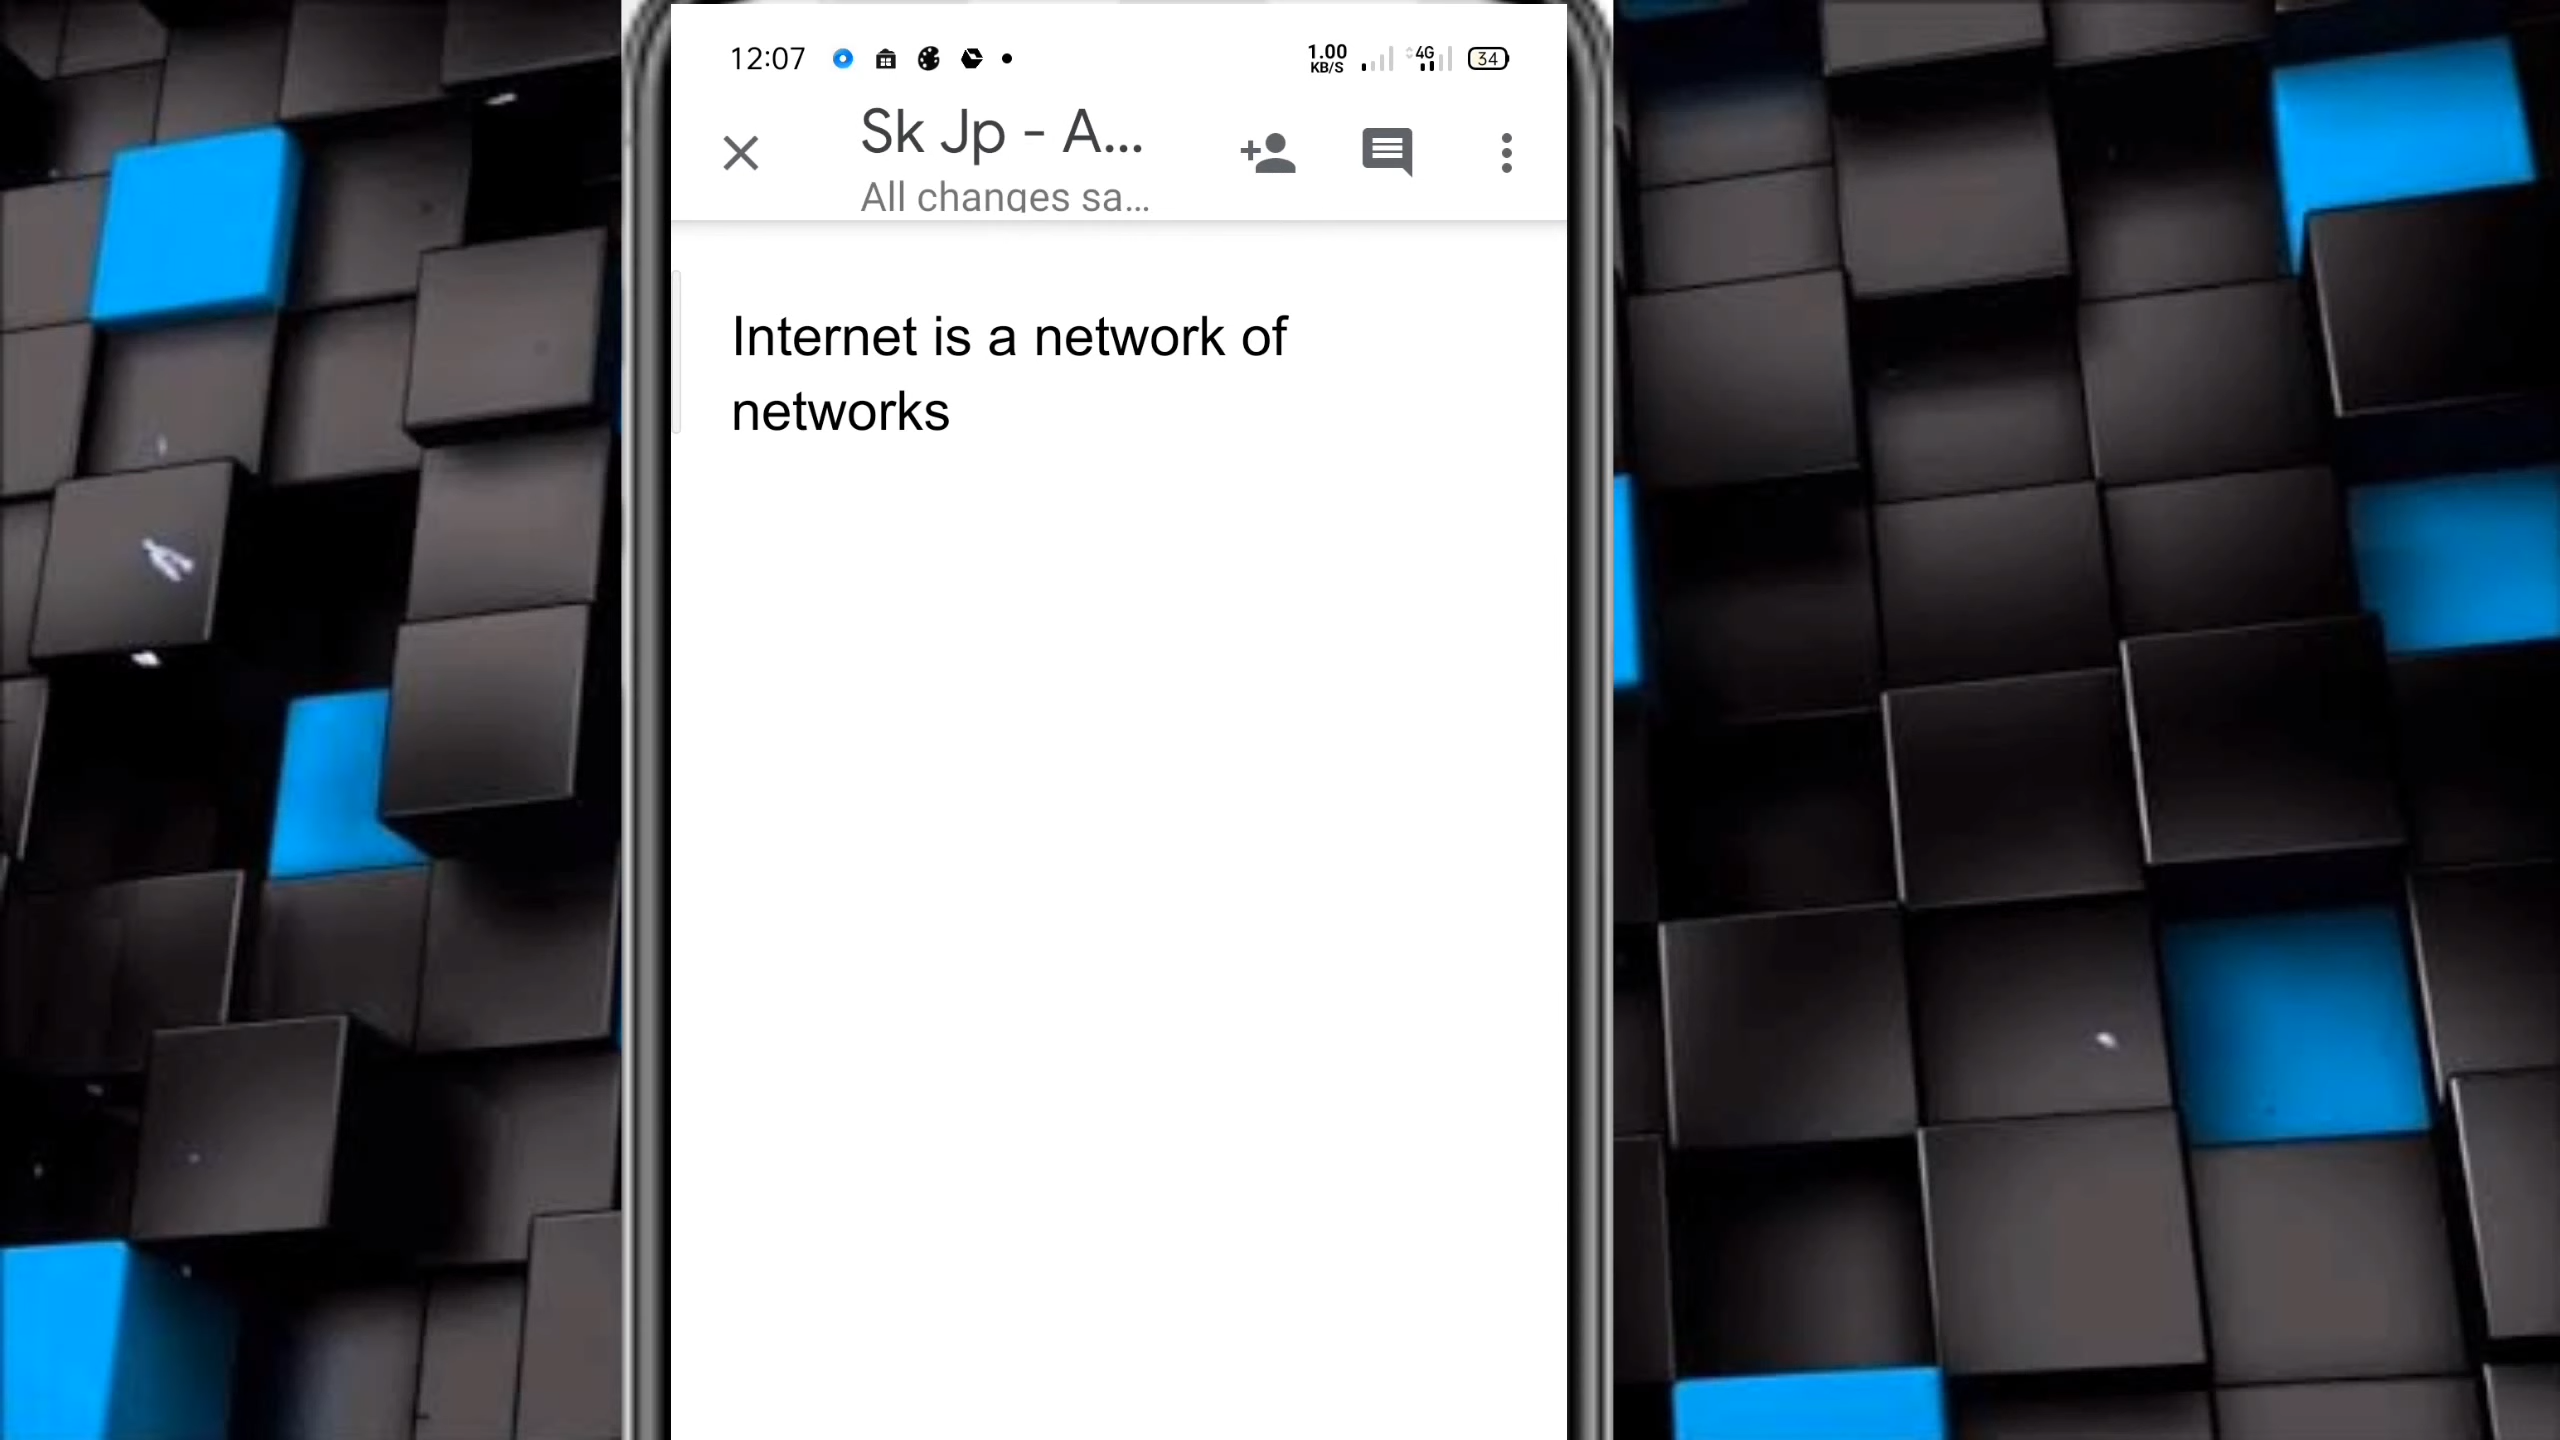 12:07 1.00 KB/S 4G 34
Sk Jp - A...
All changes sa...
Internet is a network of
networks